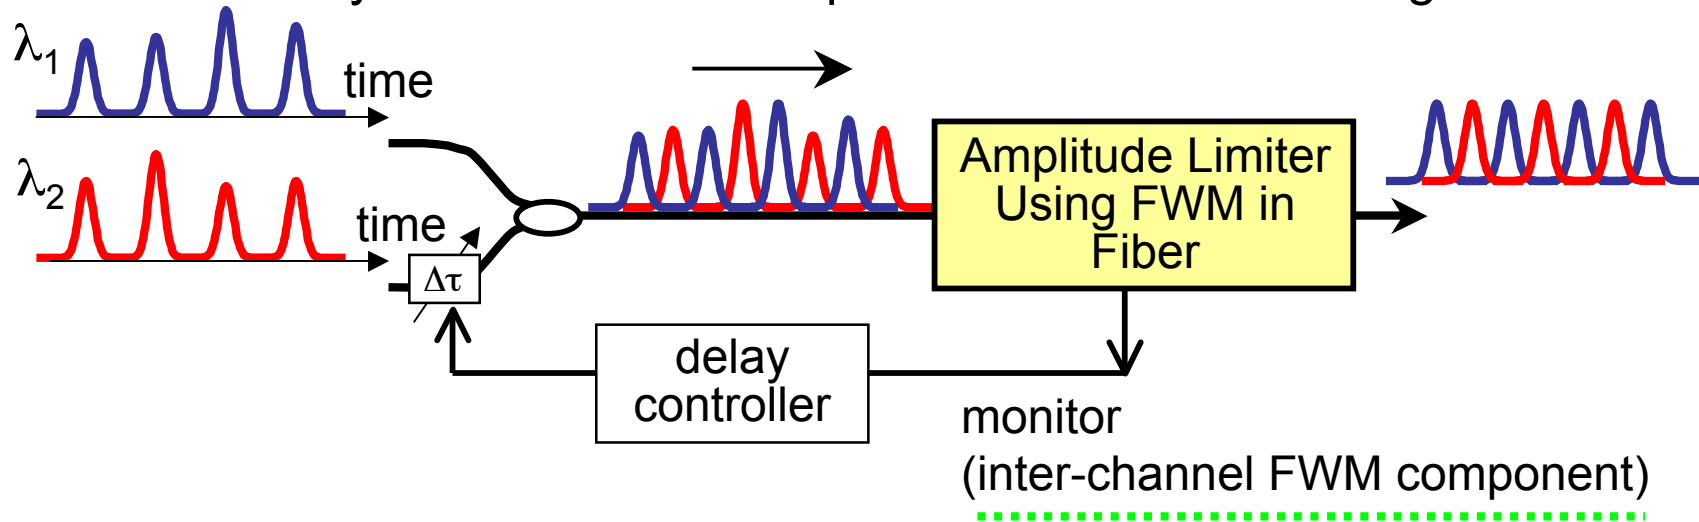 λ1
time
λ2
time
Δτ
Amplitude Limiter
Using FWM in
Fiber
delay
controller
monitor
(inter-channel FWM component)